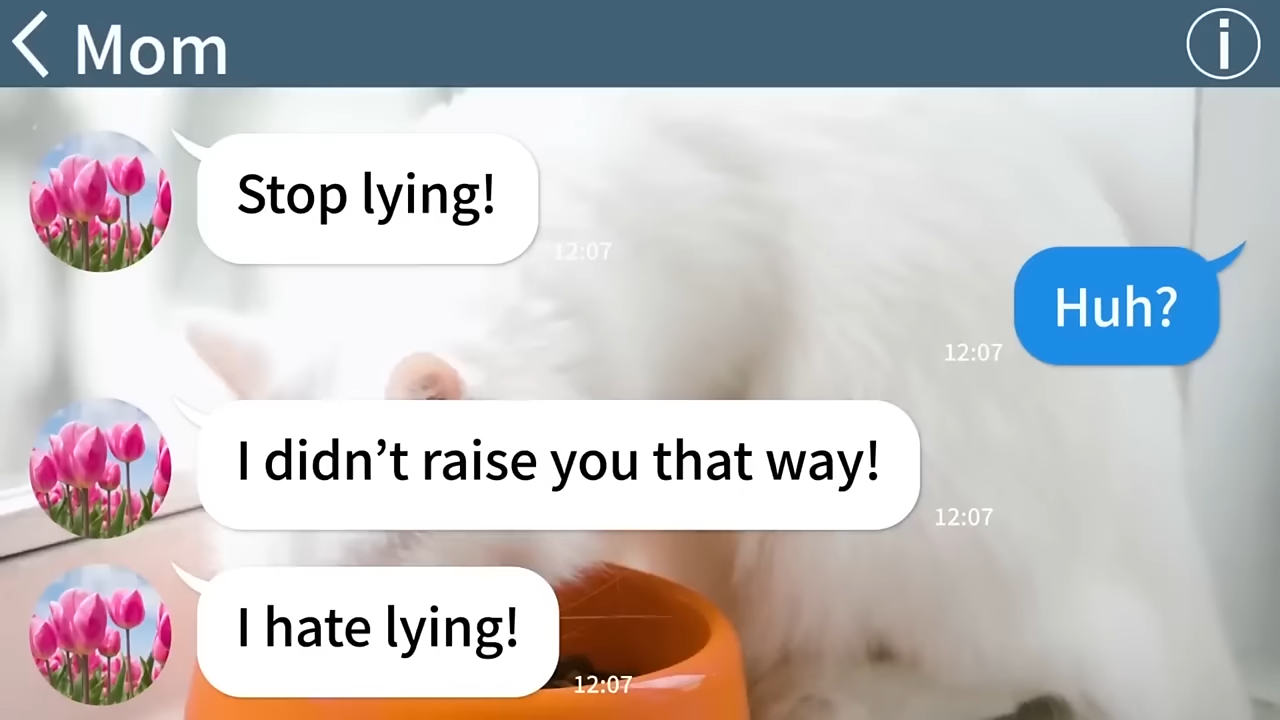 Mom
Stop lying!
12:07
Huh?
12:07
I didn’t raise you that way!
12:07
I hate lying!
12:07